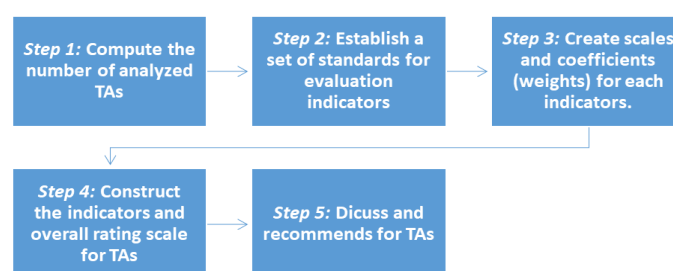 Step 1: Compute the
number of analyzed
TAs
Step 2: Establish a
set of standards for
evaluation
indicators
Step 3: Create scales
and coefficients
(weights) for each
indicators.
Step 4: Construct
the indicators and
overall rating scale
for TAs
Step 5: Dicuss and
recommends for TAs